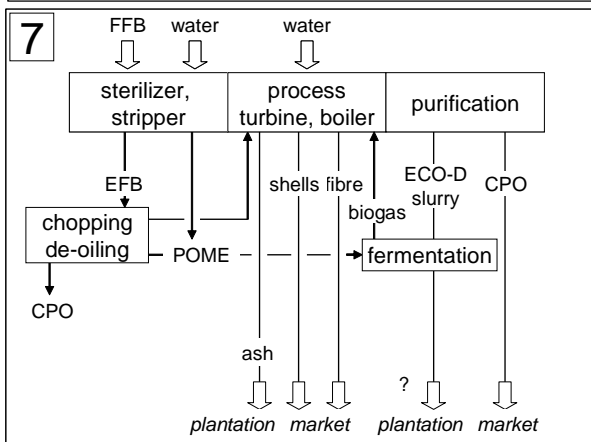 7
FFB water water
sterilizer, process purification
stripper turbine, boiler
EFB shells fibre ECO-D CPO
slurry
biogas
chopping
de-oiling
POME fermentation
CPO
ash
?
plantation market plantation market